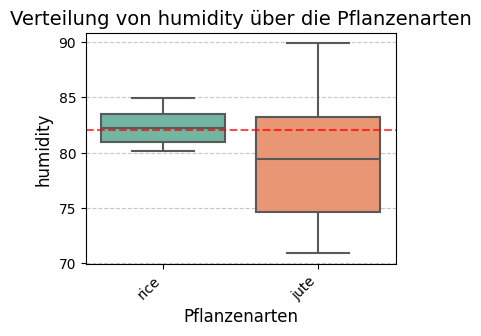 Verteilung von humidity über die Pflanzenarten
humidity
90
85
80
75
70
rice
jute
Pflanzenarten